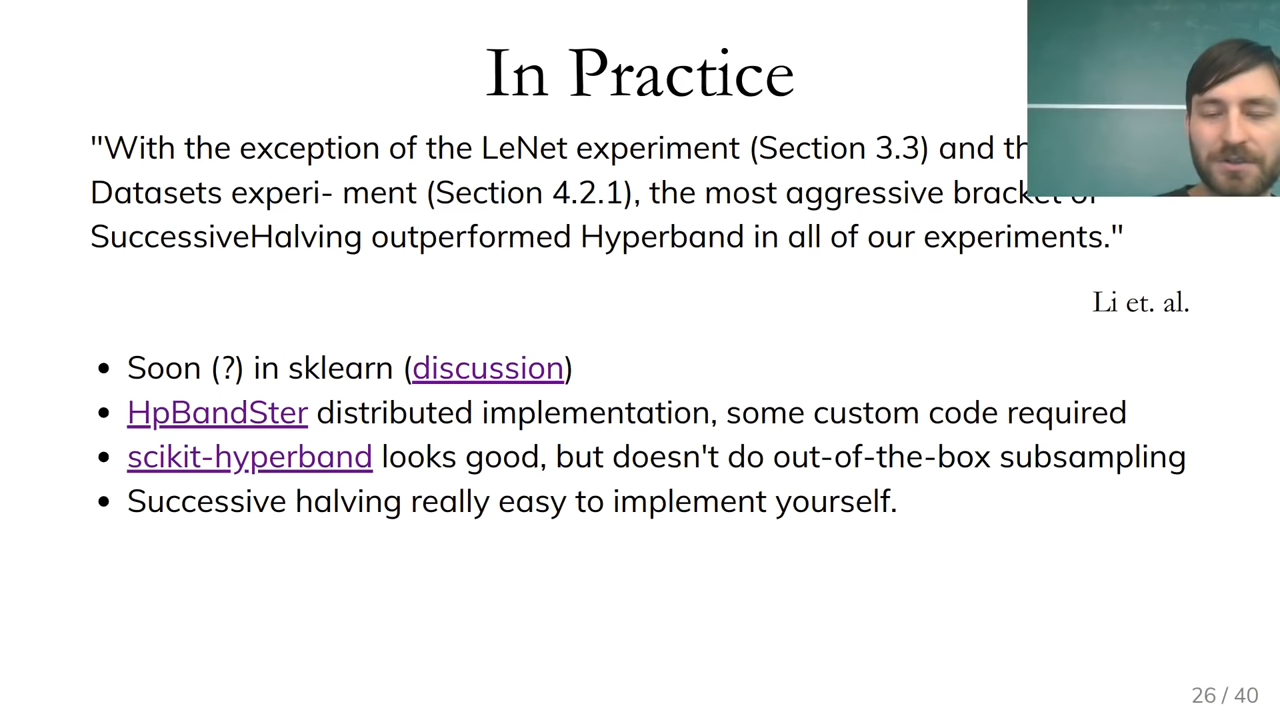 In Practice
"With the exception of the LeNet experiment (Section 3.3) and
Datasets experi- ment (Section 4.2.1), the most aggressive bracket of
SuccessiveHalving outperformed Hyperband in all of our experiments."
Li et. al.
• Soon (?) in sklearn (discussion)
• HpBandSter distributed implementation, some custom code required
• scikit-hyperband looks good, but doesn't do out-of-the-box subsampling
• Successive halving really easy to implement yourself.
26 / 40